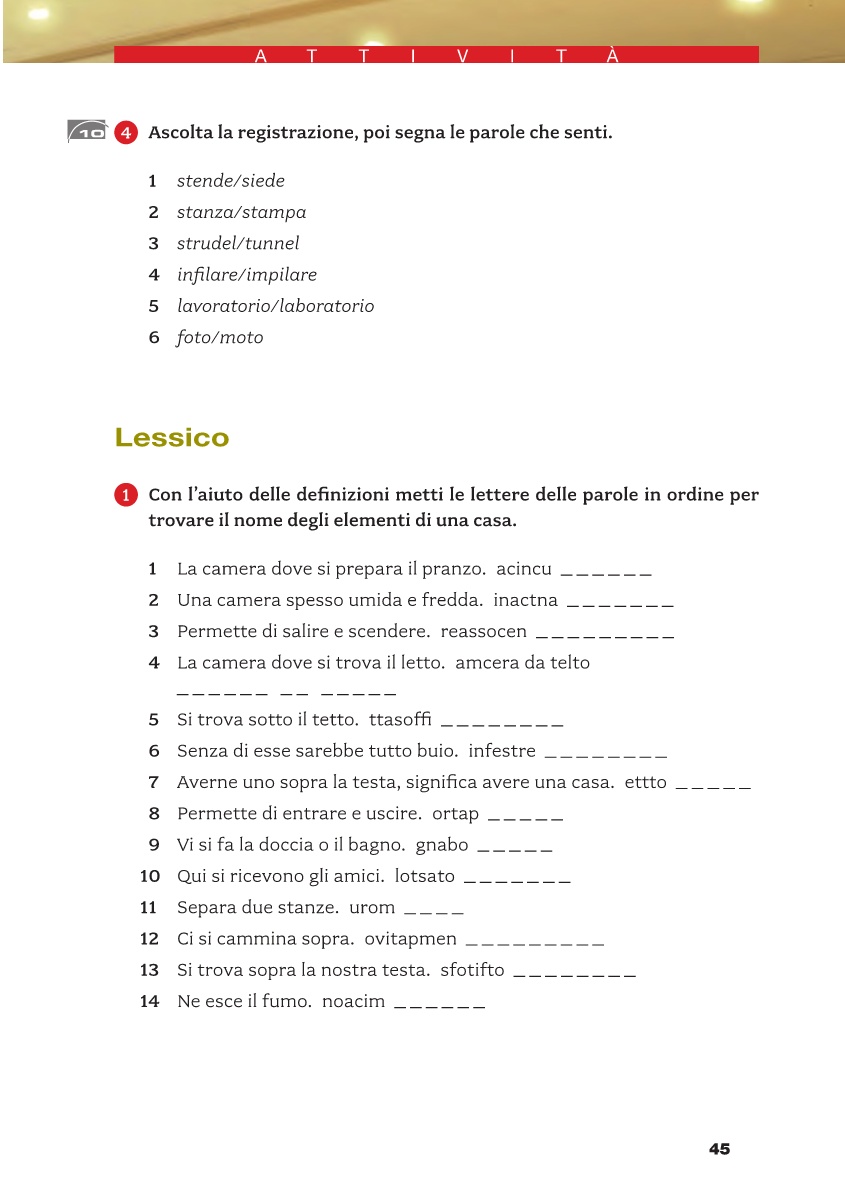 ATTIVITÀ
10 4 Ascolta la registrazione, poi segna le parole che senti.
1 stende/siede
2 stanza/stampa
3 strudel/tunnel
4 infilare/impilare
5 lavoratorio/laboratorio
6 foto/moto
Lessico
1 Con l'aiuto delle definizioni metti le lettere delle parole in ordine per
trovare il nome degli elementi di una casa.
1 La camera dove si prepara il pranzo. acincu _ _ _ _ _ _
2 Una camera spesso umida e fredda. inactna _ _ _ _ _ _ _
3 Permette di salire e scendere. reassocen _ _ _ _ _ _ _ _ _
4 La camera dove si trova il letto. amcera da telto
_ _ _ _ _ _  _ _  _ _ _ _ _
5 Si trova sotto il tetto. ttasoffi _ _ _ _ _ _ _ _
6 Senza di esse sarebbe tutto buio. infestre _ _ _ _ _ _ _ _
7 Averne uno sopra la testa, significa avere una casa. ettto _ _ _ _ _
8 Permette di entrare e uscire. ortap _ _ _ _ _
9 Vi si fa la doccia o il bagno. gnabo _ _ _ _ _
10 Qui si ricevono gli amici. lotsato _ _ _ _ _ _ _
11 Separa due stanze. urom _ _ _ _
12 Ci si cammina sopra. ovitapmen _ _ _ _ _ _ _ _ _
13 Si trova sopra la nostra testa. sfotifto _ _ _ _ _ _ _ _
14 Ne esce il fumo. noacim _ _ _ _ _ _
45